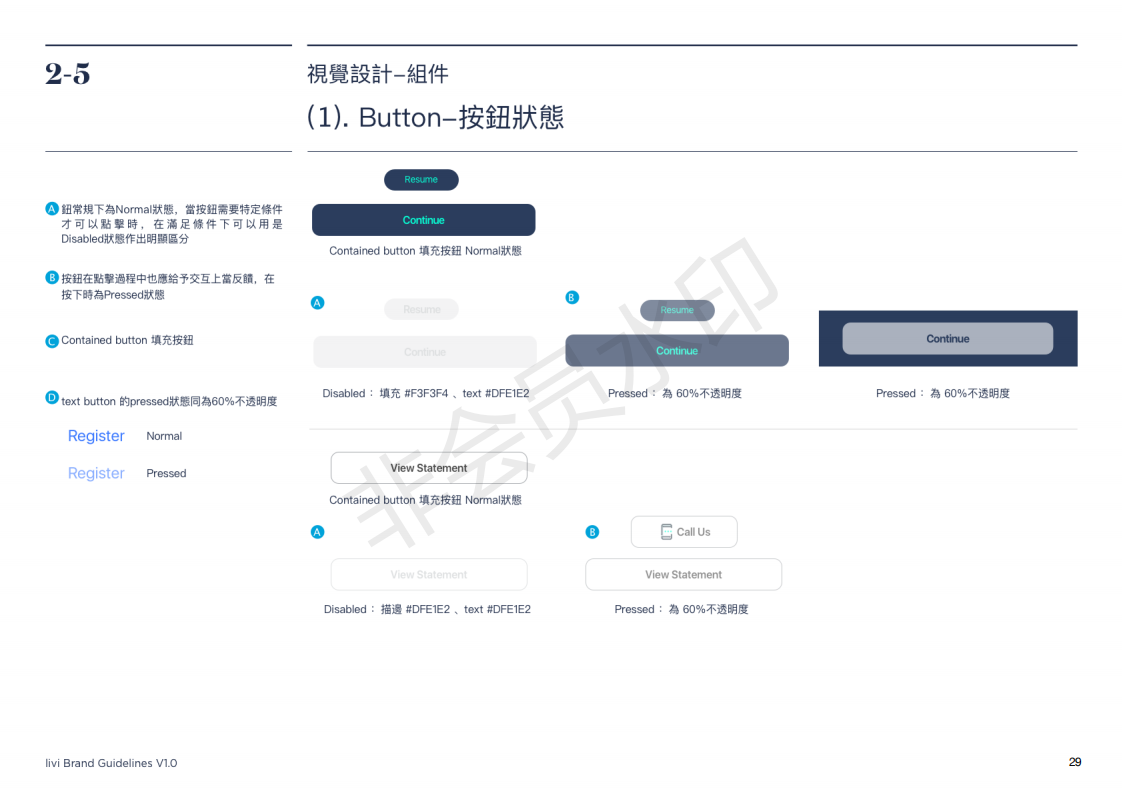 2-5
視覺設計–組件
(1). Button–按鈕狀態
A 鈕常規下為Normal狀態，當按鈕需要特定條件
才可以點擊時，在滿足條件下可以用是
Disabled狀態作出明顯區分
B 按鈕在點擊過程中也應給予交互上當反饋，在
按下時為Pressed狀態
C Contained button 填充按鈕
D text button 的pressed狀態同為60%不透明度
Register Normal
Register Pressed
Resume
Continue
Contained button 填充按鈕 Normal狀態
A
Resume
Continue
Disabled： 填充 #F3F3F4 、text #DFE1E2
B
Resume
Continue
Pressed： 為 60%不透明度
Continue
Pressed： 為 60%不透明度
View Statement
Contained button 填充按鈕 Normal狀態
A
View Statement
Disabled： 描邊 #DFE1E2 、text #DFE1E2
B
Call Us
View Statement
Pressed： 為 60%不透明度
非会员水印
livi Brand Guidelines V1.0
29